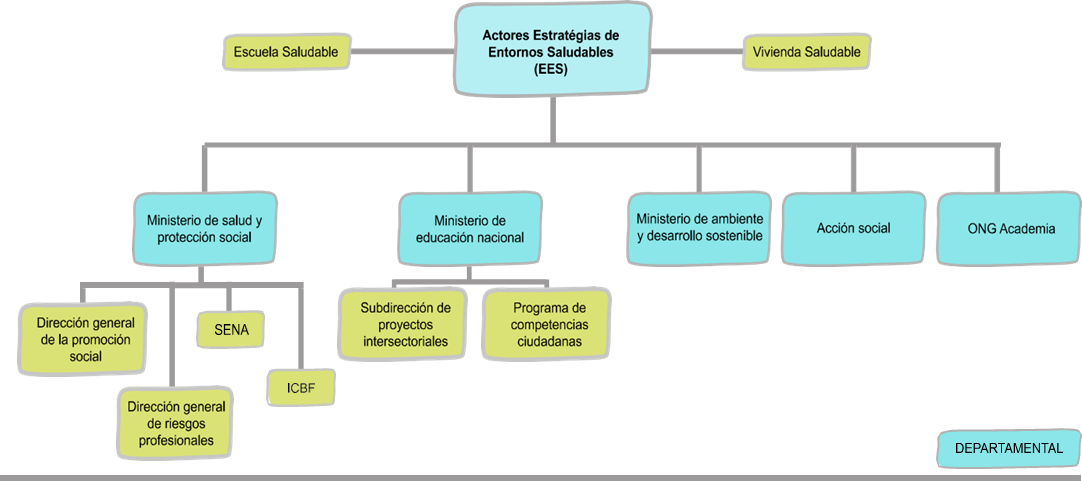 Actores Estratégias de
Entornos Saludables
(EES)
Escuela Saludable
Vivienda Saludable
Ministerio de salud y
protección social
Ministerio de
educación nacional
Ministerio de ambiente
y desarrollo sostenible
Acción social
ONG Academia
Dirección general
de la promoción
social
SENA
Dirección general
de riesgos
profesionales
ICBF
Subdirección de
proyectos
intersectoriales
Programa de
competencias
ciudadanas
DEPARTAMENTAL